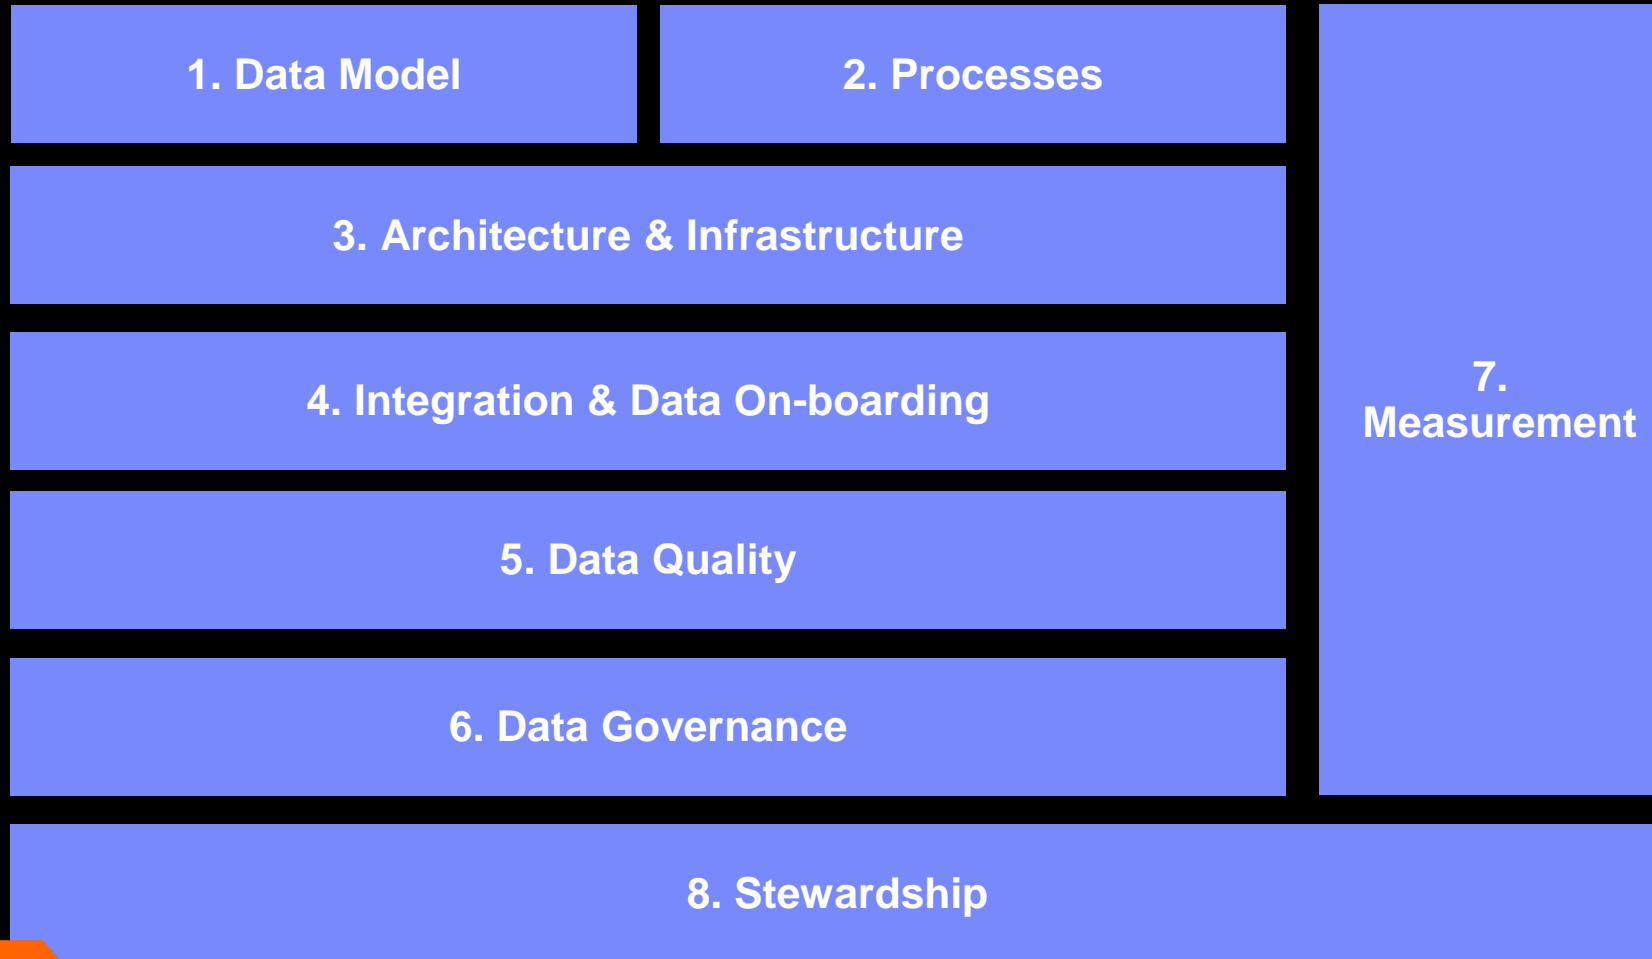 1. Data Model
2. Processes
3. Architecture & Infrastructure
4. Integration & Data On-boarding
5. Data Quality
6. Data Governance
7.
Measurement
8. Stewardship